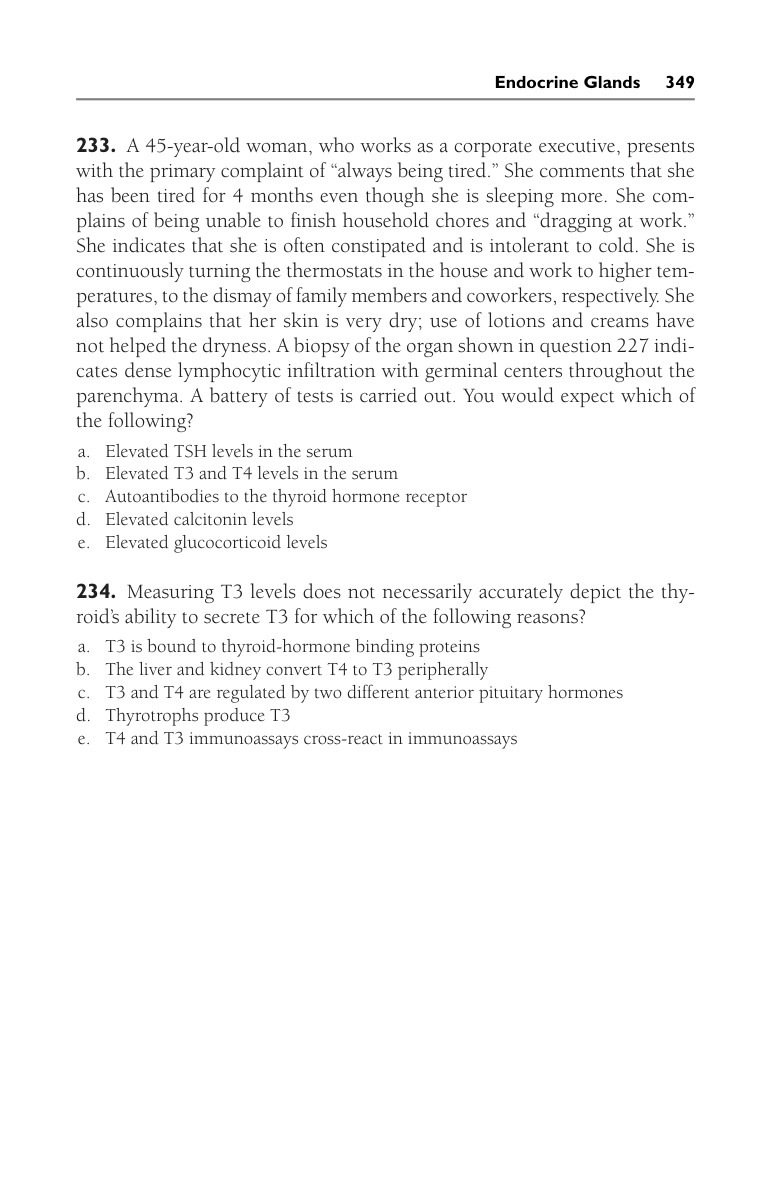 Endocrine Glands 349
233. A 45-year-old woman, who works as a corporate executive, presents
with the primary complaint of “always being tired.” She comments that she
has been tired for 4 months even though she is sleeping more. She com-
plains of being unable to finish household chores and “dragging at work.”
She indicates that she is often constipated and is intolerant to cold. She is
continuously turning the thermostats in the house and work to higher tem-
peratures, to the dismay of family members and coworkers, respectively. She
also complains that her skin is very dry; use of lotions and creams have
not helped the dryness. A biopsy of the organ shown in question 227 indi-
cates dense lymphocytic infiltration with germinal centers throughout the
parenchyma. A battery of tests is carried out. You would expect which of
the following?
a. Elevated TSH levels in the serum
b. Elevated T3 and T4 levels in the serum
c. Autoantibodies to the thyroid hormone receptor
d. Elevated calcitonin levels
e. Elevated glucocorticoid levels
234. Measuring T3 levels does not necessarily accurately depict the thy-
roid’s ability to secrete T3 for which of the following reasons?
a. T3 is bound to thyroid-hormone binding proteins
b. The liver and kidney convert T4 to T3 peripherally
c. T3 and T4 are regulated by two different anterior pituitary hormones
d. Thyrotrophs produce T3
e. T4 and T3 immunoassays cross-react in immunoassays